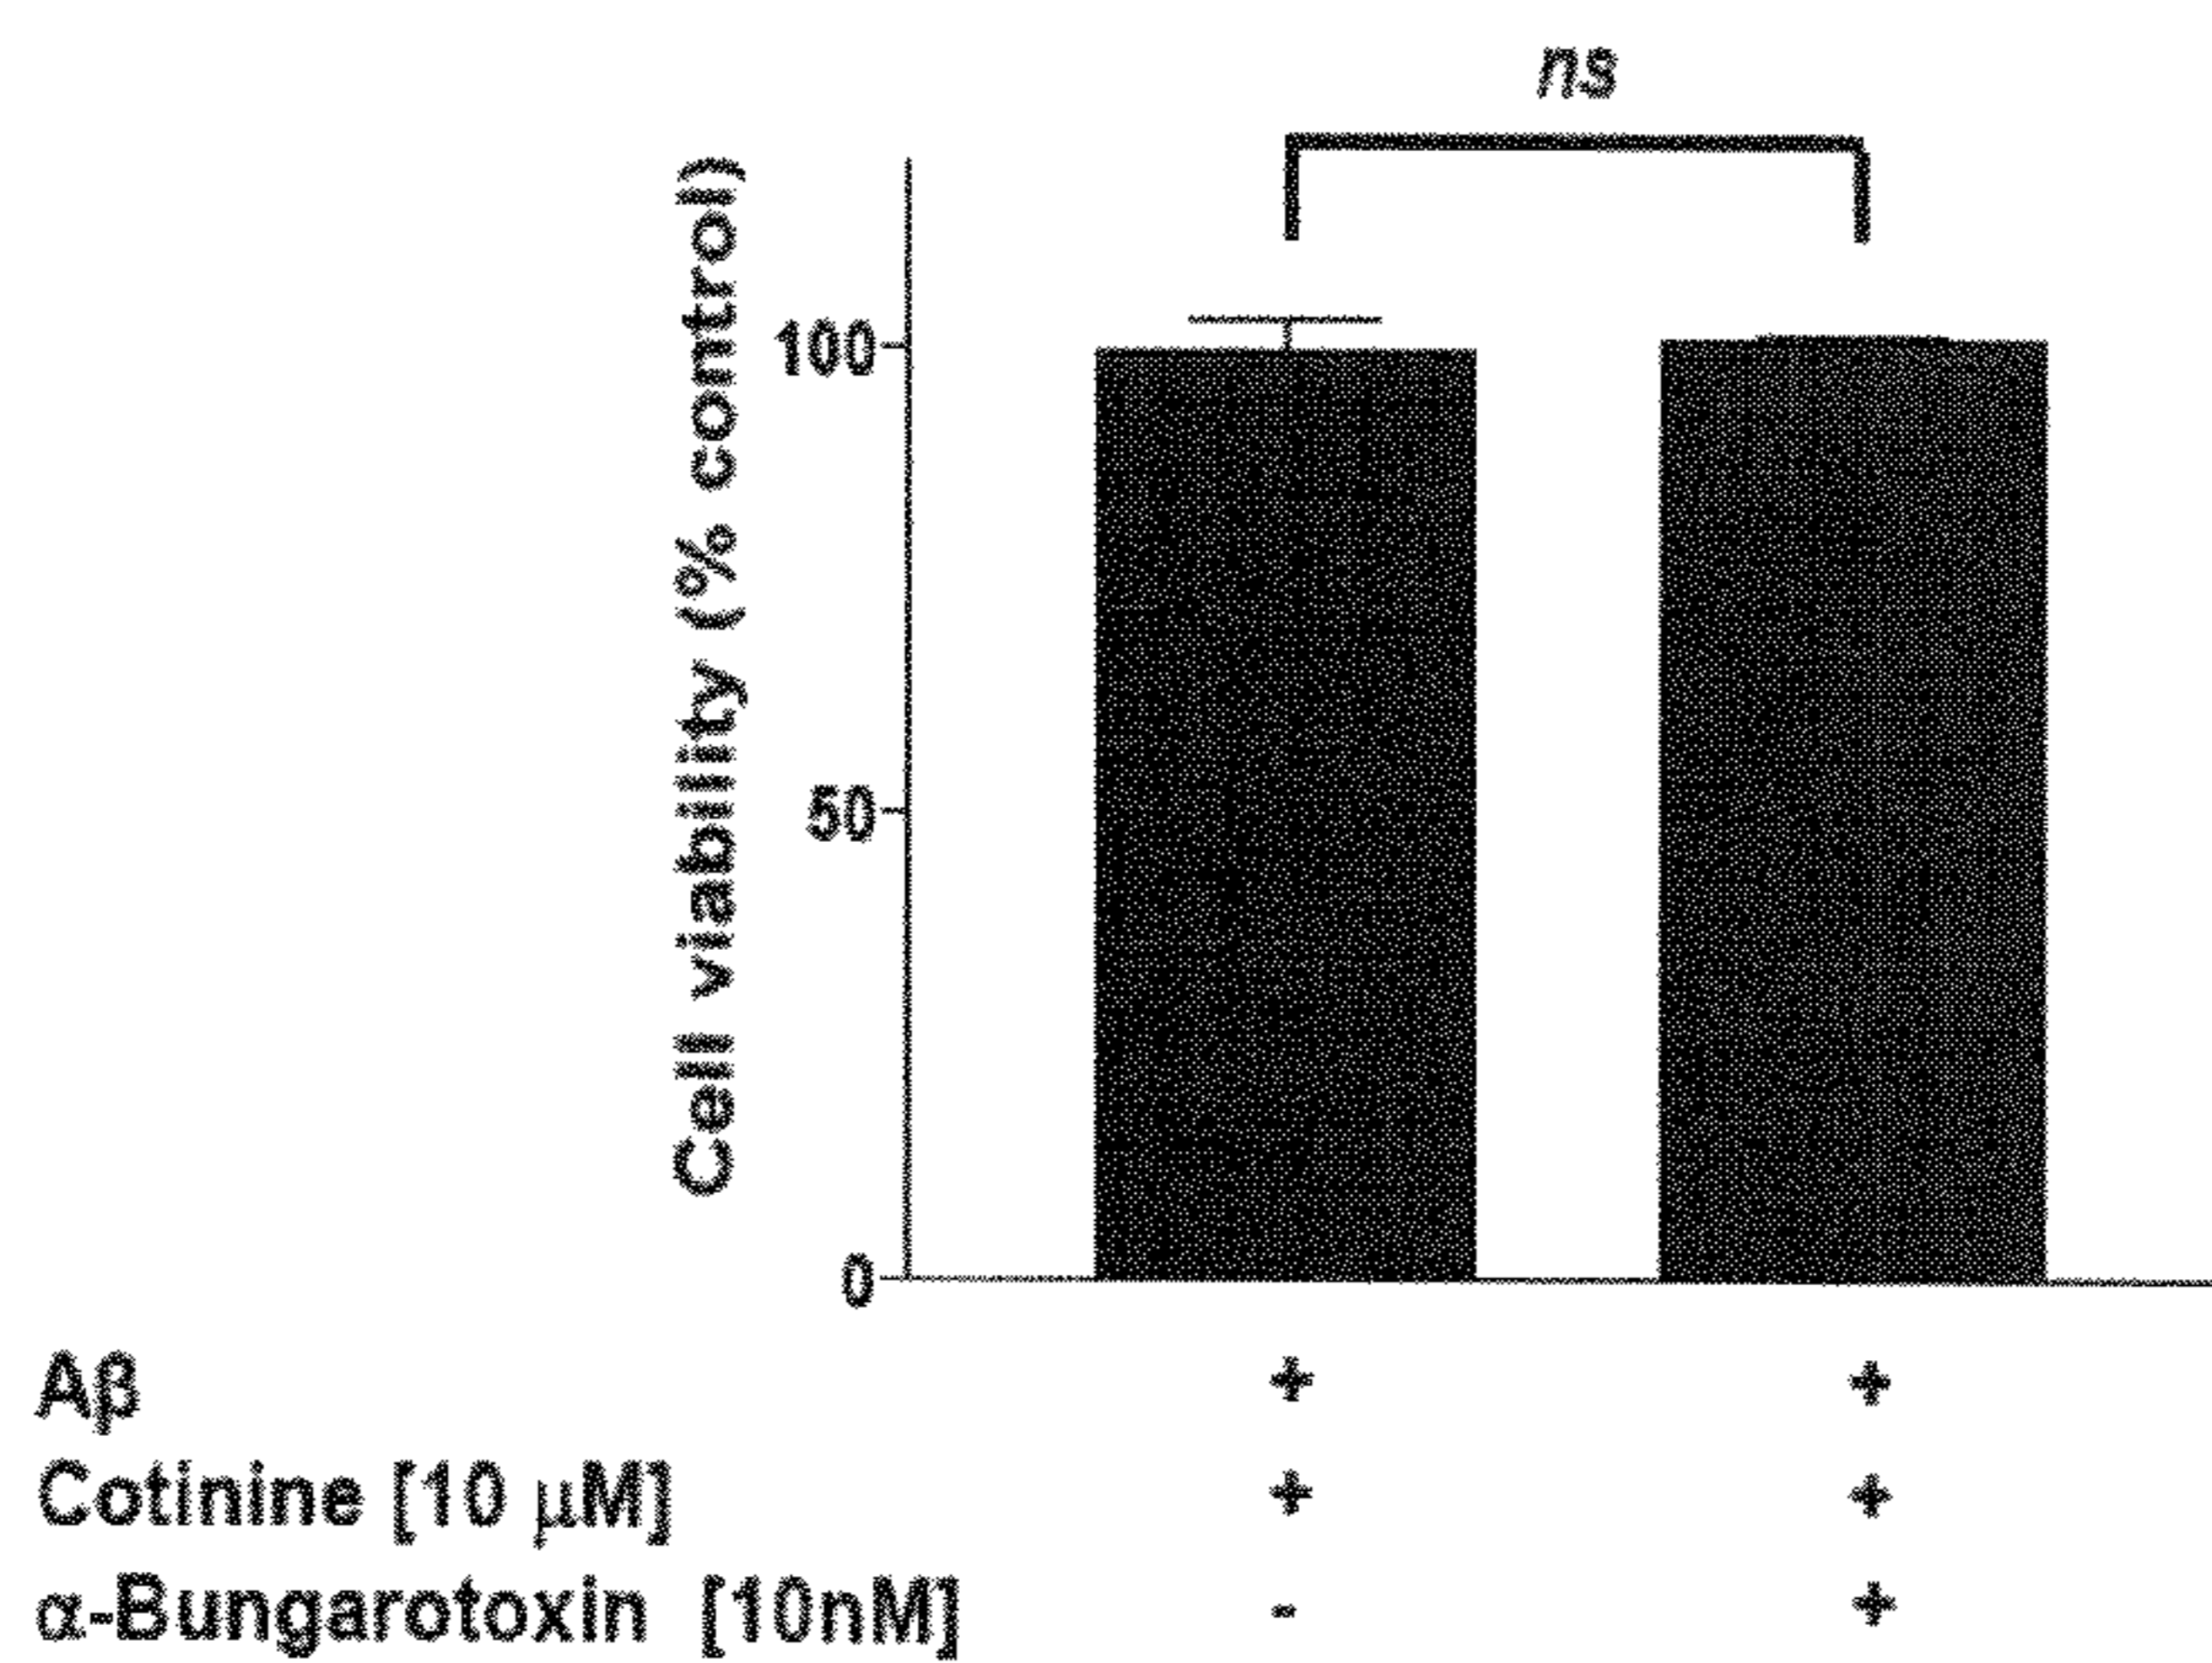 ns
Cell viability (% control)
100
50
0
Aβ + +
Cotinine [10 μM] + +
α-Bungarotoxin [10nM] - +